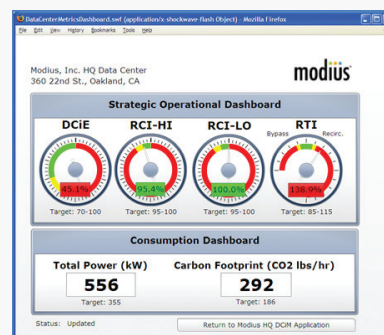 DataCenterMetricsDashboard.swf (application/x-shockwave-flash Object) - Mozilla Firefox
File Edit View History Bookmarks Tools Help
Modius, Inc. HQ Data Center
360 22nd St., Oakland, CA
modius
Strategic Operational Dashboard
DCiE RCI-HI RCI-LO RTI
Bypass Recirc.
45.1% 95.4% 100.0% 138.9%
Target: 70-100 Target: 95-100 Target: 95-100 Target: 85-115
Consumption Dashboard
Total Power (kW) Carbon Footprint (CO2 lbs/hr)
556 292
Target: 355 Target: 186
Status: Updated Return to Modius HQ DCiM Application